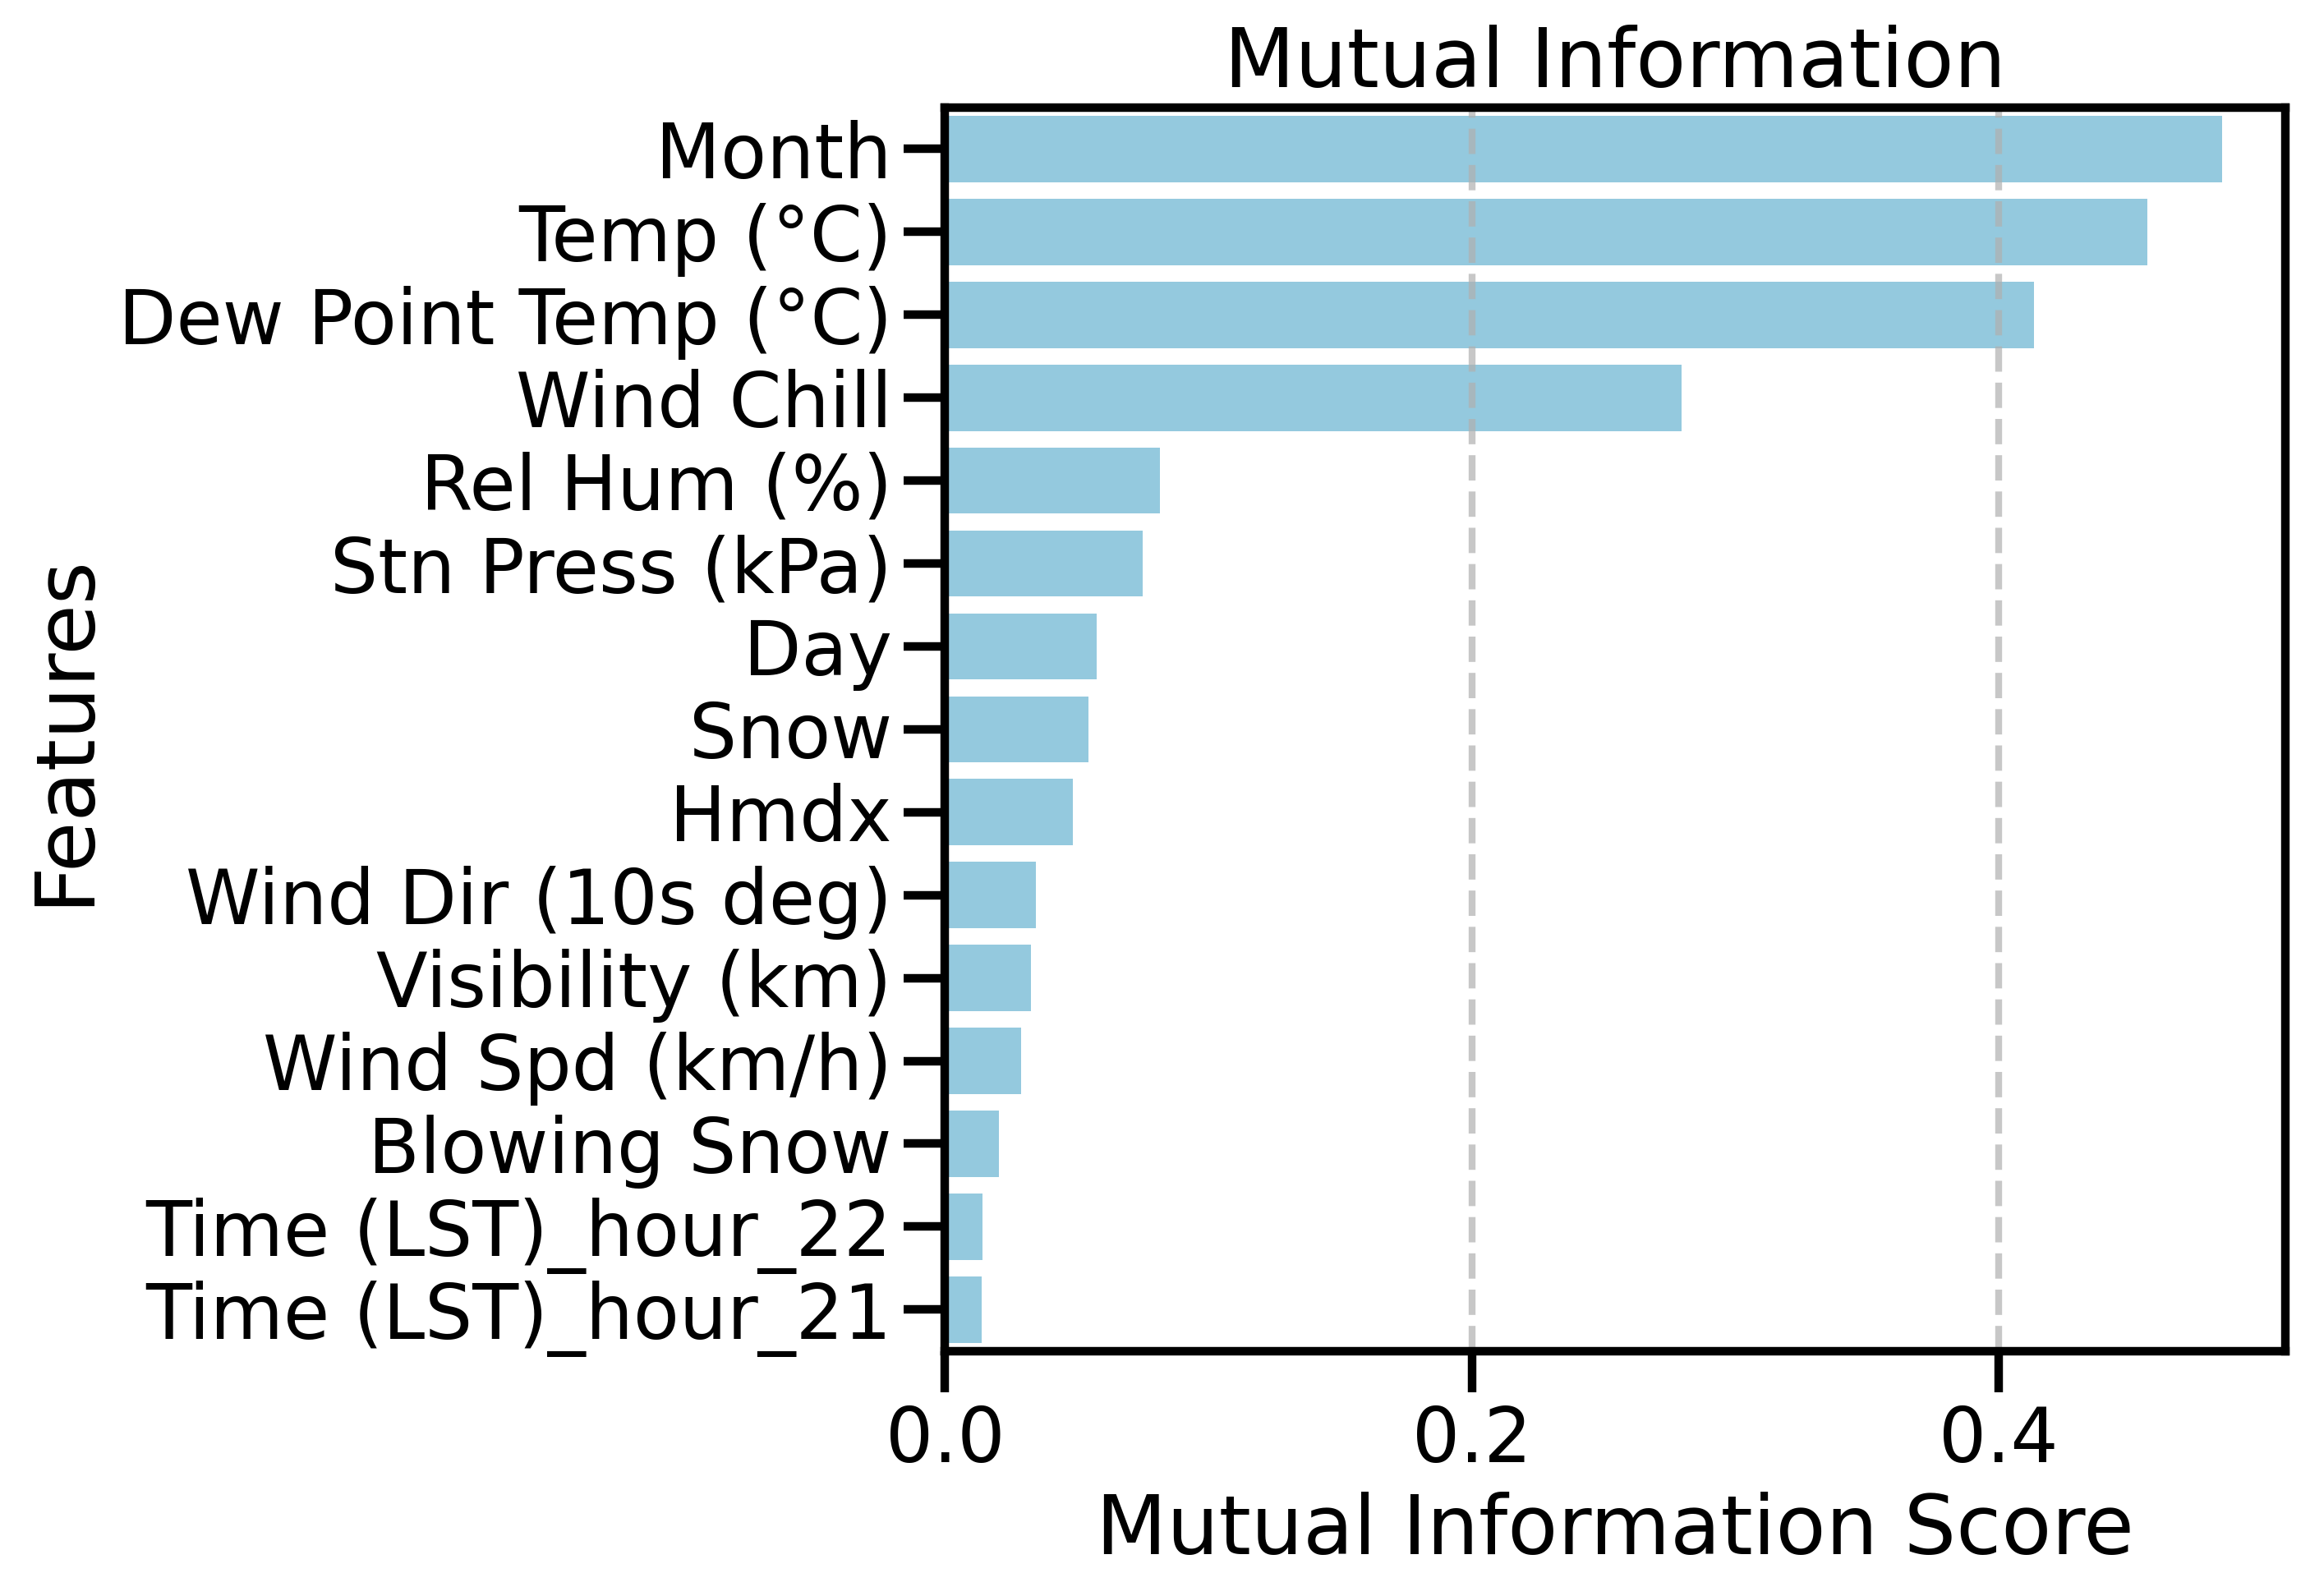 Mutual Information
Month
Temp (°C)
Dew Point Temp (°C)
Wind Chill
Rel Hum (%)
Stn Press (kPa)
Day
Snow
Hmdx
Wind Dir (10s deg)
Visibility (km)
Wind Spd (km/h)
Blowing Snow
Time (LST)_hour_22
Time (LST)_hour_21
Features
0.0 0.2 0.4
Mutual Information Score